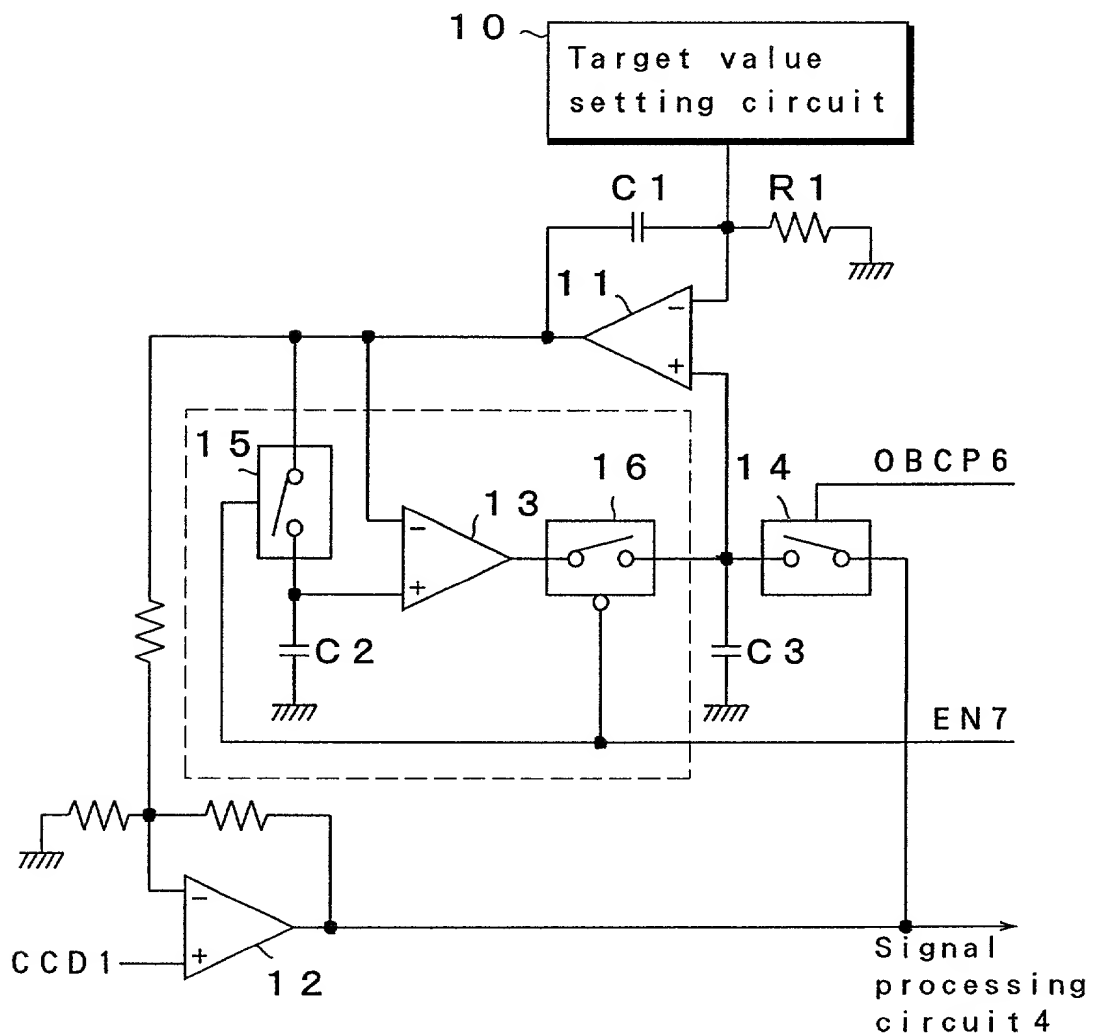 10
Target value
setting circuit
C1
R1
11
−
+
15
16
14
OBCP6
13
−
+
C2
C3
EN7
−
+
CCD1
12
Signal
processing
circuit 4